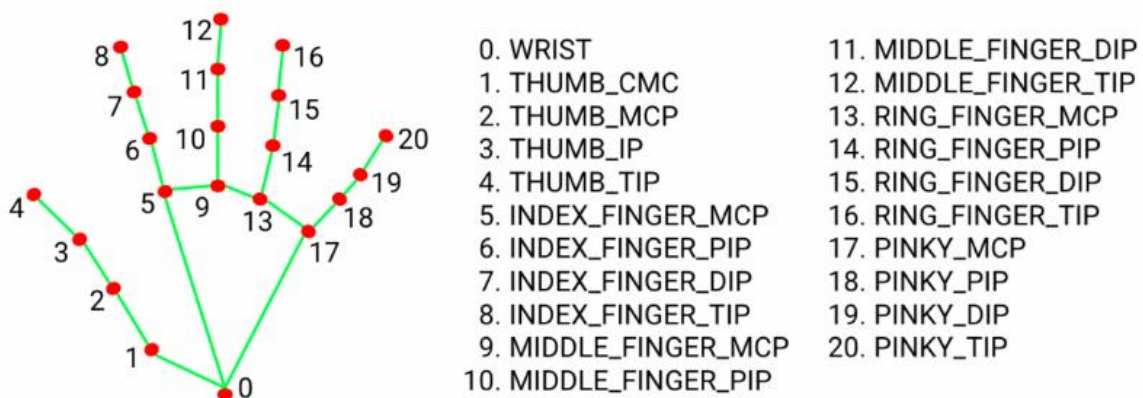 12
8
16
11
7
15
10
6
20
14
19
4
5
9
13
18
3
17
2
1
0
0. WRIST
1. THUMB_CMC
2. THUMB_MCP
3. THUMB_IP
4. THUMB_TIP
5. INDEX_FINGER_MCP
6. INDEX_FINGER_PIP
7. INDEX_FINGER_DIP
8. INDEX_FINGER_TIP
9. MIDDLE_FINGER_MCP
10. MIDDLE_FINGER_PIP
11. MIDDLE_FINGER_DIP
12. MIDDLE_FINGER_TIP
13. RING_FINGER_MCP
14. RING_FINGER_PIP
15. RING_FINGER_DIP
16. RING_FINGER_TIP
17. PINKY_MCP
18. PINKY_PIP
19. PINKY_DIP
20. PINKY_TIP